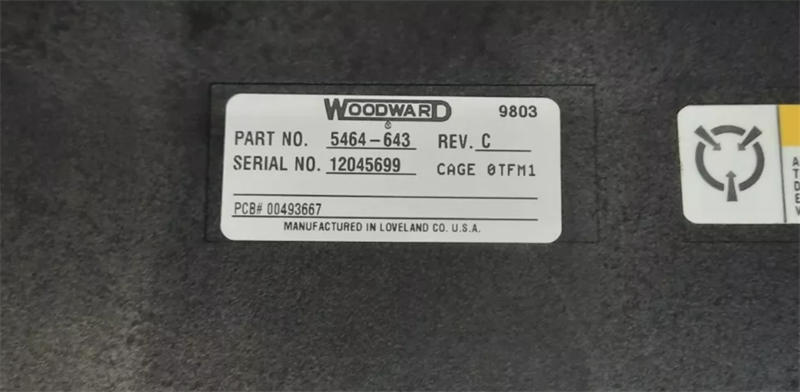 WOODWARD 9803
®
PART NO. 5464-643 REV. C
SERIAL NO. 12045699 CAGE 0TFM1
PCB# 00493667
MANUFACTURED IN LOVELAND CO. U.S.A.